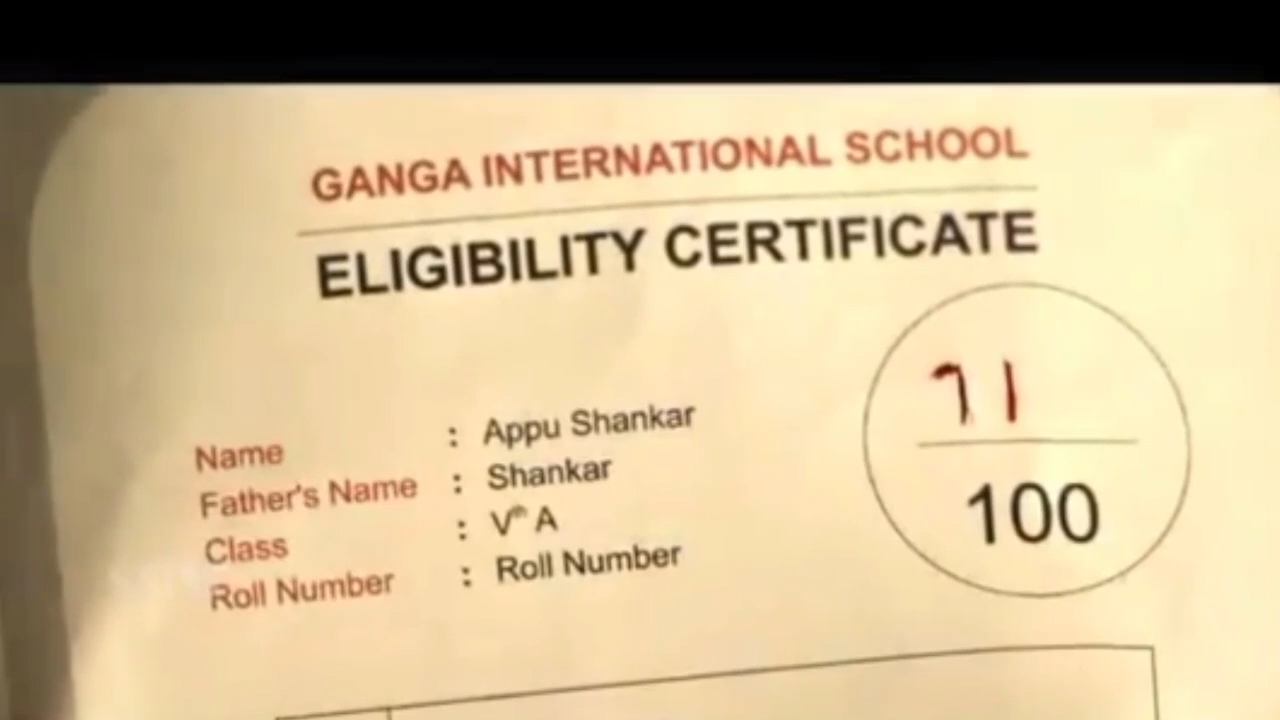 GANGA INTERNATIONAL SCHOOL
ELIGIBILITY CERTIFICATE
71
100
Name : Appu Shankar
Father's Name : Shankar
Class : Vth A
Roll Number : Roll Number